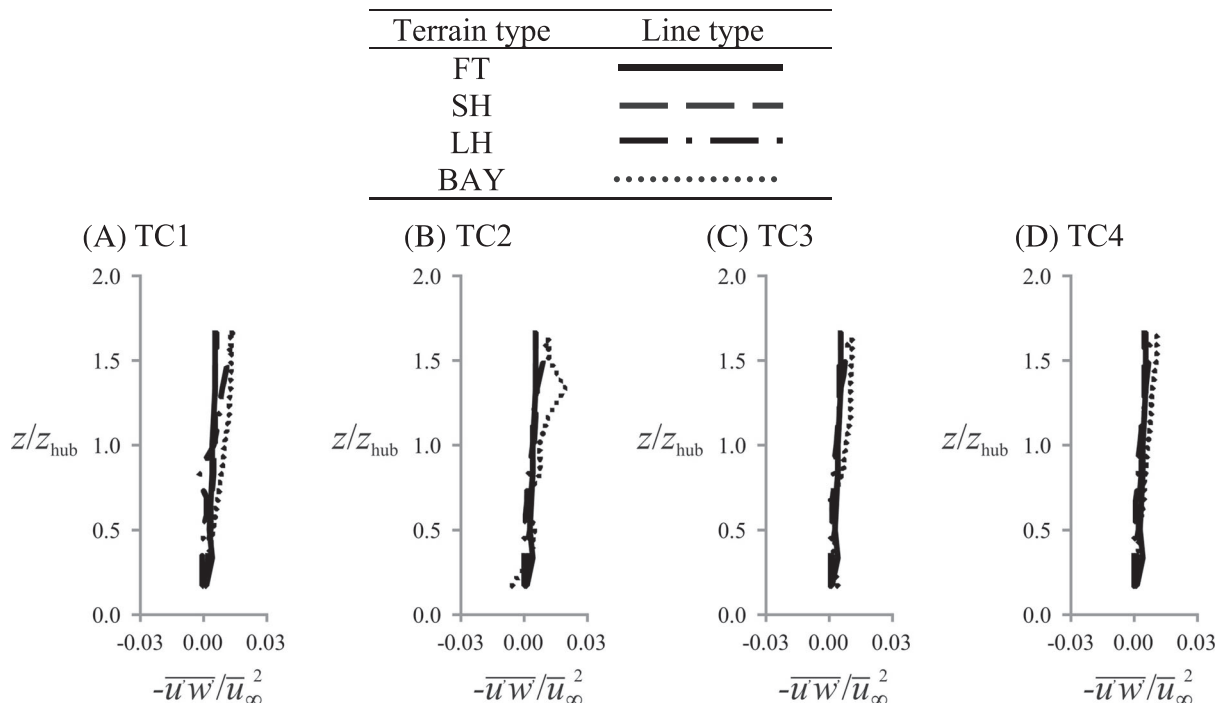 Terrain type Line type
FT
SH
LH
BAY
(A) TC1 (B) TC2 (C) TC3 (D) TC4
2.0 2.0 2.0 2.0
1.5 1.5 1.5 1.5
z/z_hub 1.0 z/z_hub 1.0 z/z_hub 1.0 z/z_hub 1.0
0.5 0.5 0.5 0.5
0.0 0.0 0.0 0.0
-0.03 0.00 0.03 -0.03 0.00 0.03 -0.03 0.00 0.03 -0.03 0.00 0.03
-u'w'/u∞² -u'w'/u∞² -u'w'/u∞² -u'w'/u∞²